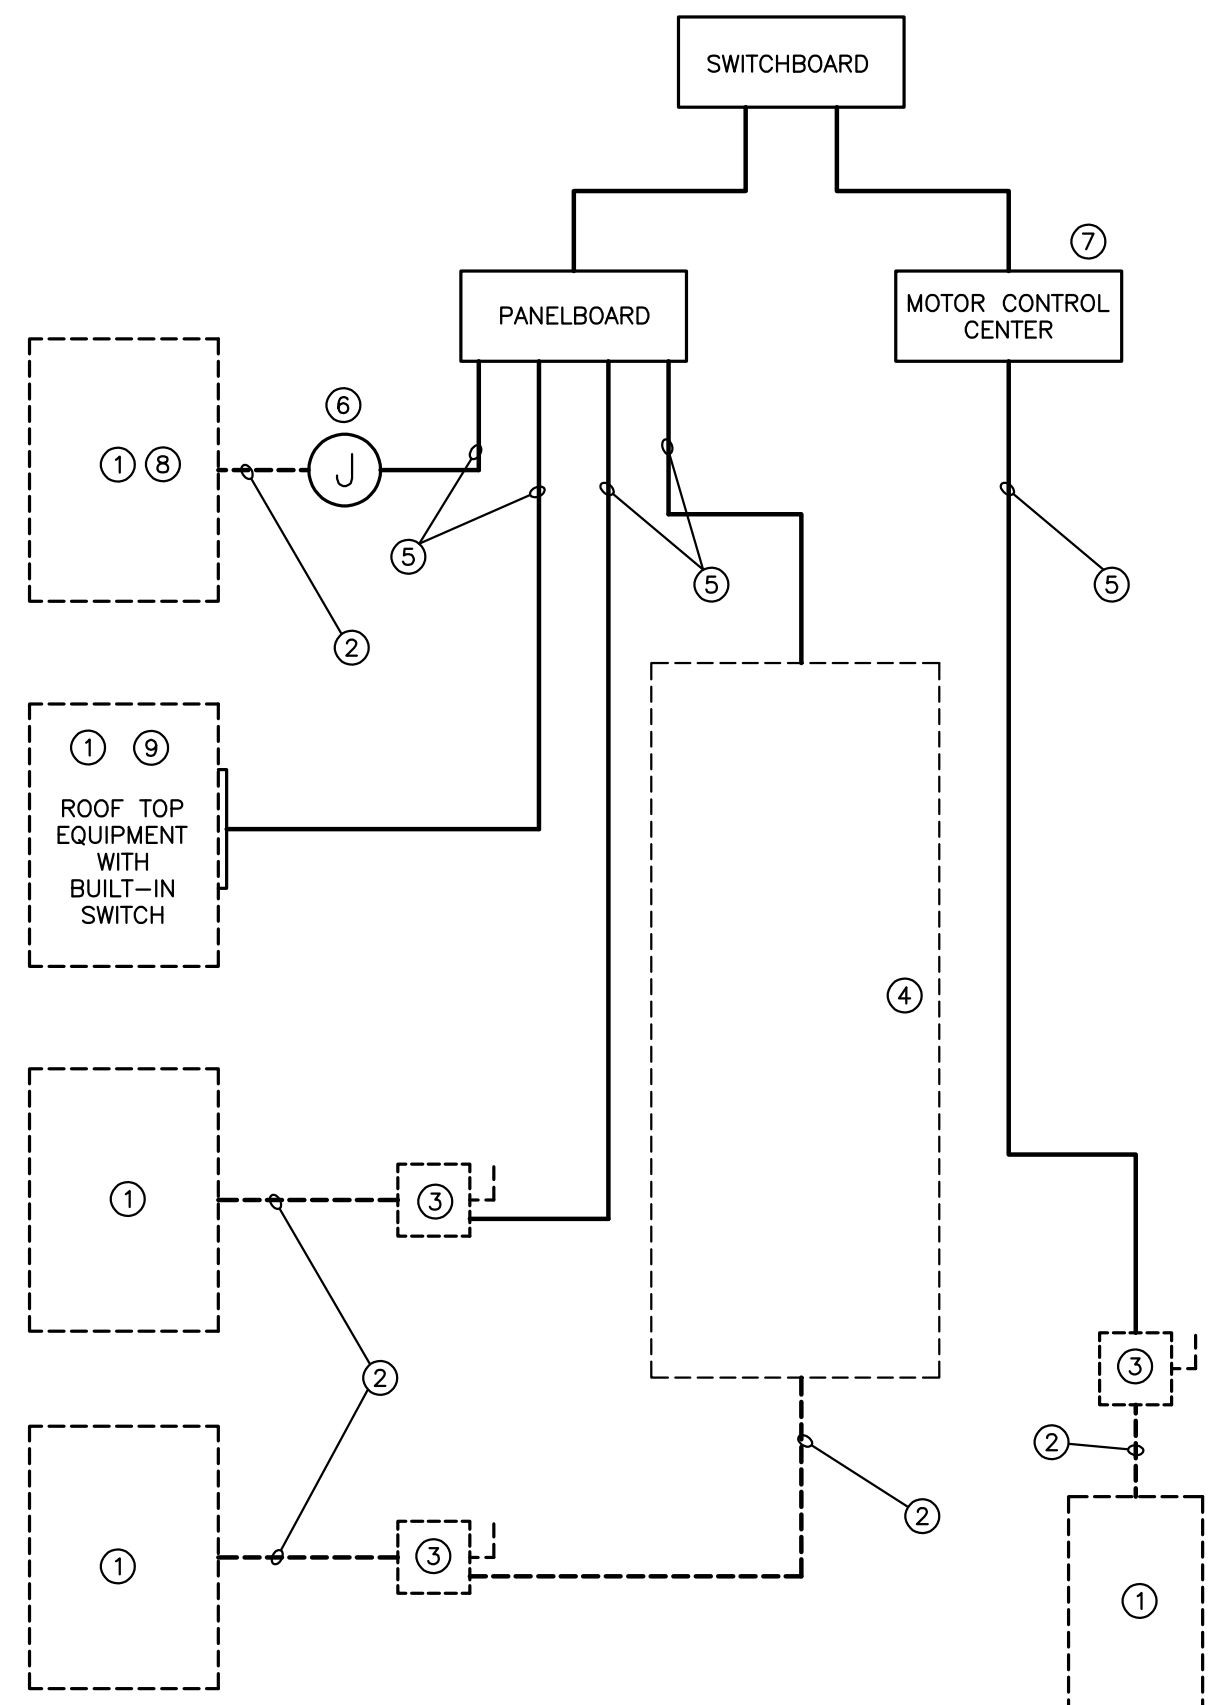 SWITCHBOARD
7
PANELBOARD
MOTOR CONTROL
CENTER
6
1 8
J
5
5
5
2
1 9
ROOF TOP
EQUIPMENT
WITH
BUILT-IN
SWITCH
4
1
3
3
2
2
2
1
3
1